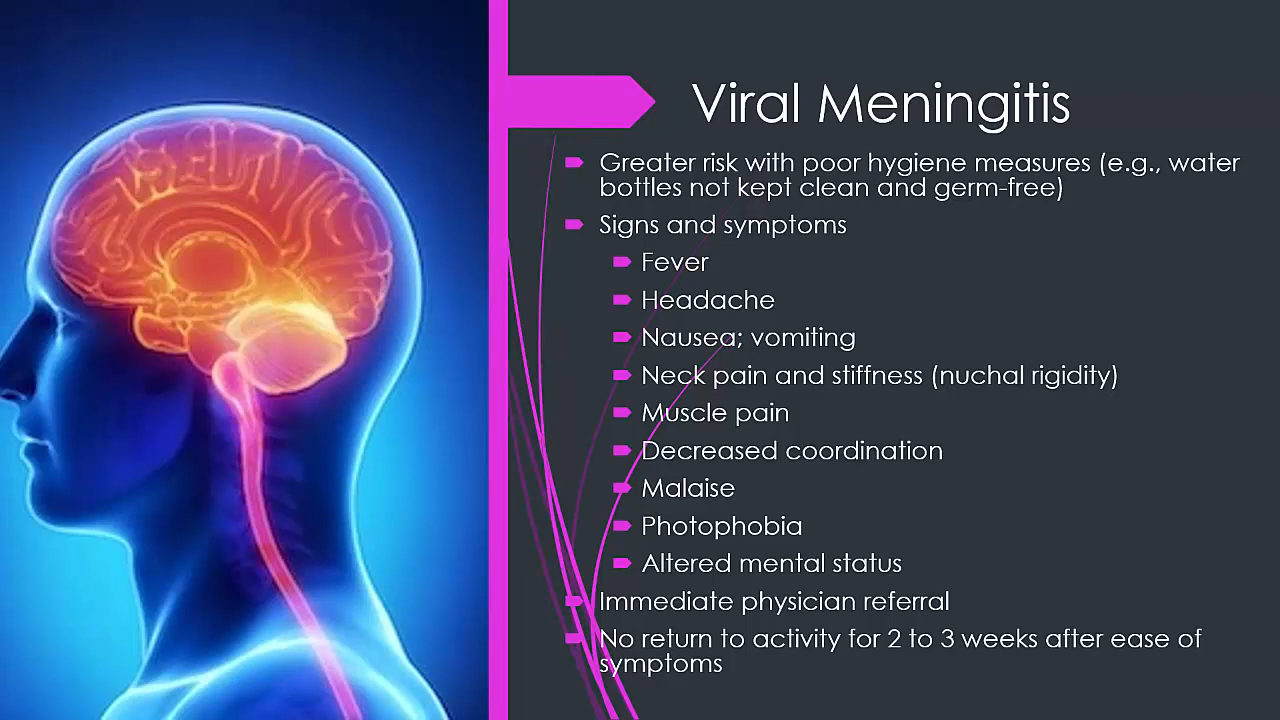 Viral Meningitis
Greater risk with poor hygiene measures (e.g., water
bottles not kept clean and germ-free)
Signs and symptoms
Fever
Headache
Nausea; vomiting
Neck pain and stiffness (nuchal rigidity)
Muscle pain
Decreased coordination
Malaise
Photophobia
Altered mental status
Immediate physician referral
No return to activity for 2 to 3 weeks after ease of
symptoms